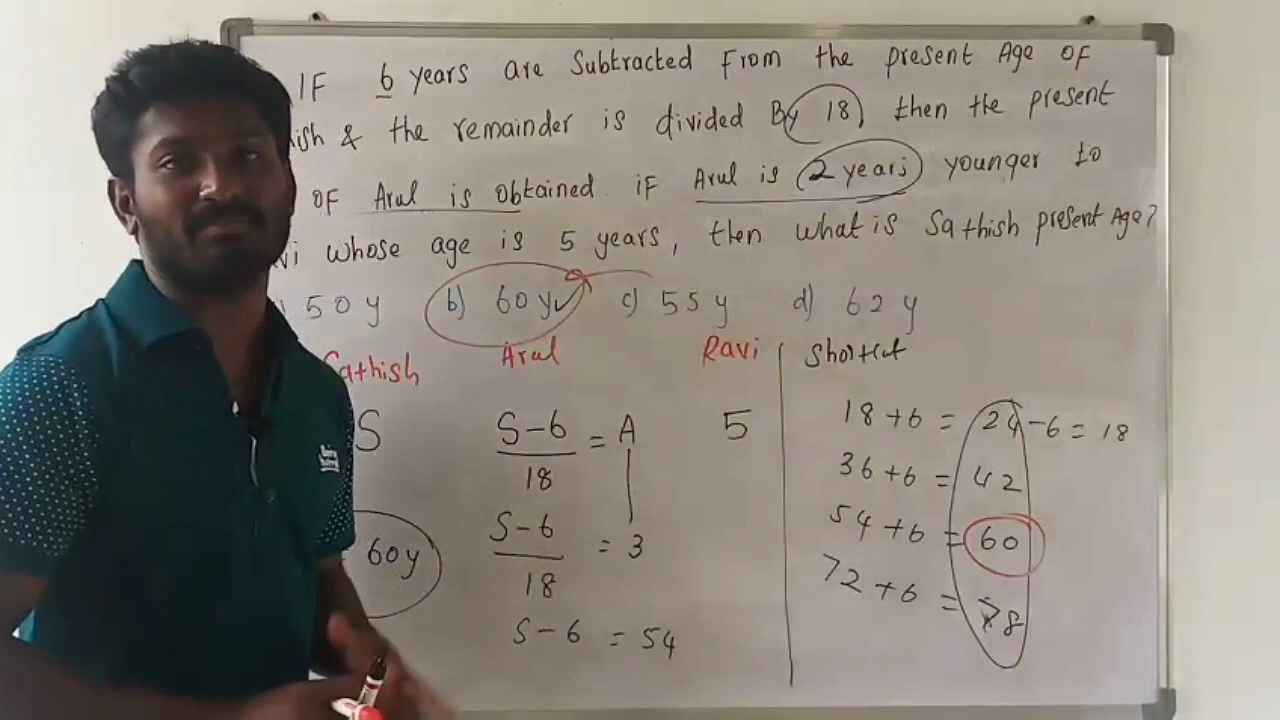 IF 6 years are Subtracted From the present Age OF
ish & the remainder is divided By 18, then the present
OF Arul is obtained. iF Arul is 2 years younger to
vi whose age is 5 years, then what is Sathish present Age?
) 50 y b) 60 y ✓ c) 55 y d) 62 y
Sathish Arul Ravi Shortcut
S S-6/18 = A 5
18 +6 = 24 -6 = 18
36 +6 = 42
54 +6 = 60
72 +6 = 78
60y S-6/18 = 3
S-6 = 54